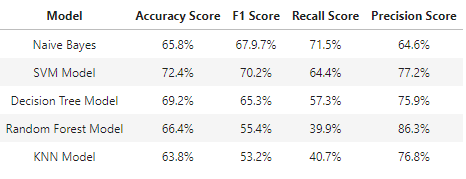 Model Accuracy Score F1 Score Recall Score Precision Score
Naive Bayes 65.8% 67.9.7% 71.5% 64.6%
SVM Model 72.4% 70.2% 64.4% 77.2%
Decision Tree Model 69.2% 65.3% 57.3% 75.9%
Random Forest Model 66.4% 55.4% 39.9% 86.3%
KNN Model 63.8% 53.2% 40.7% 76.8%